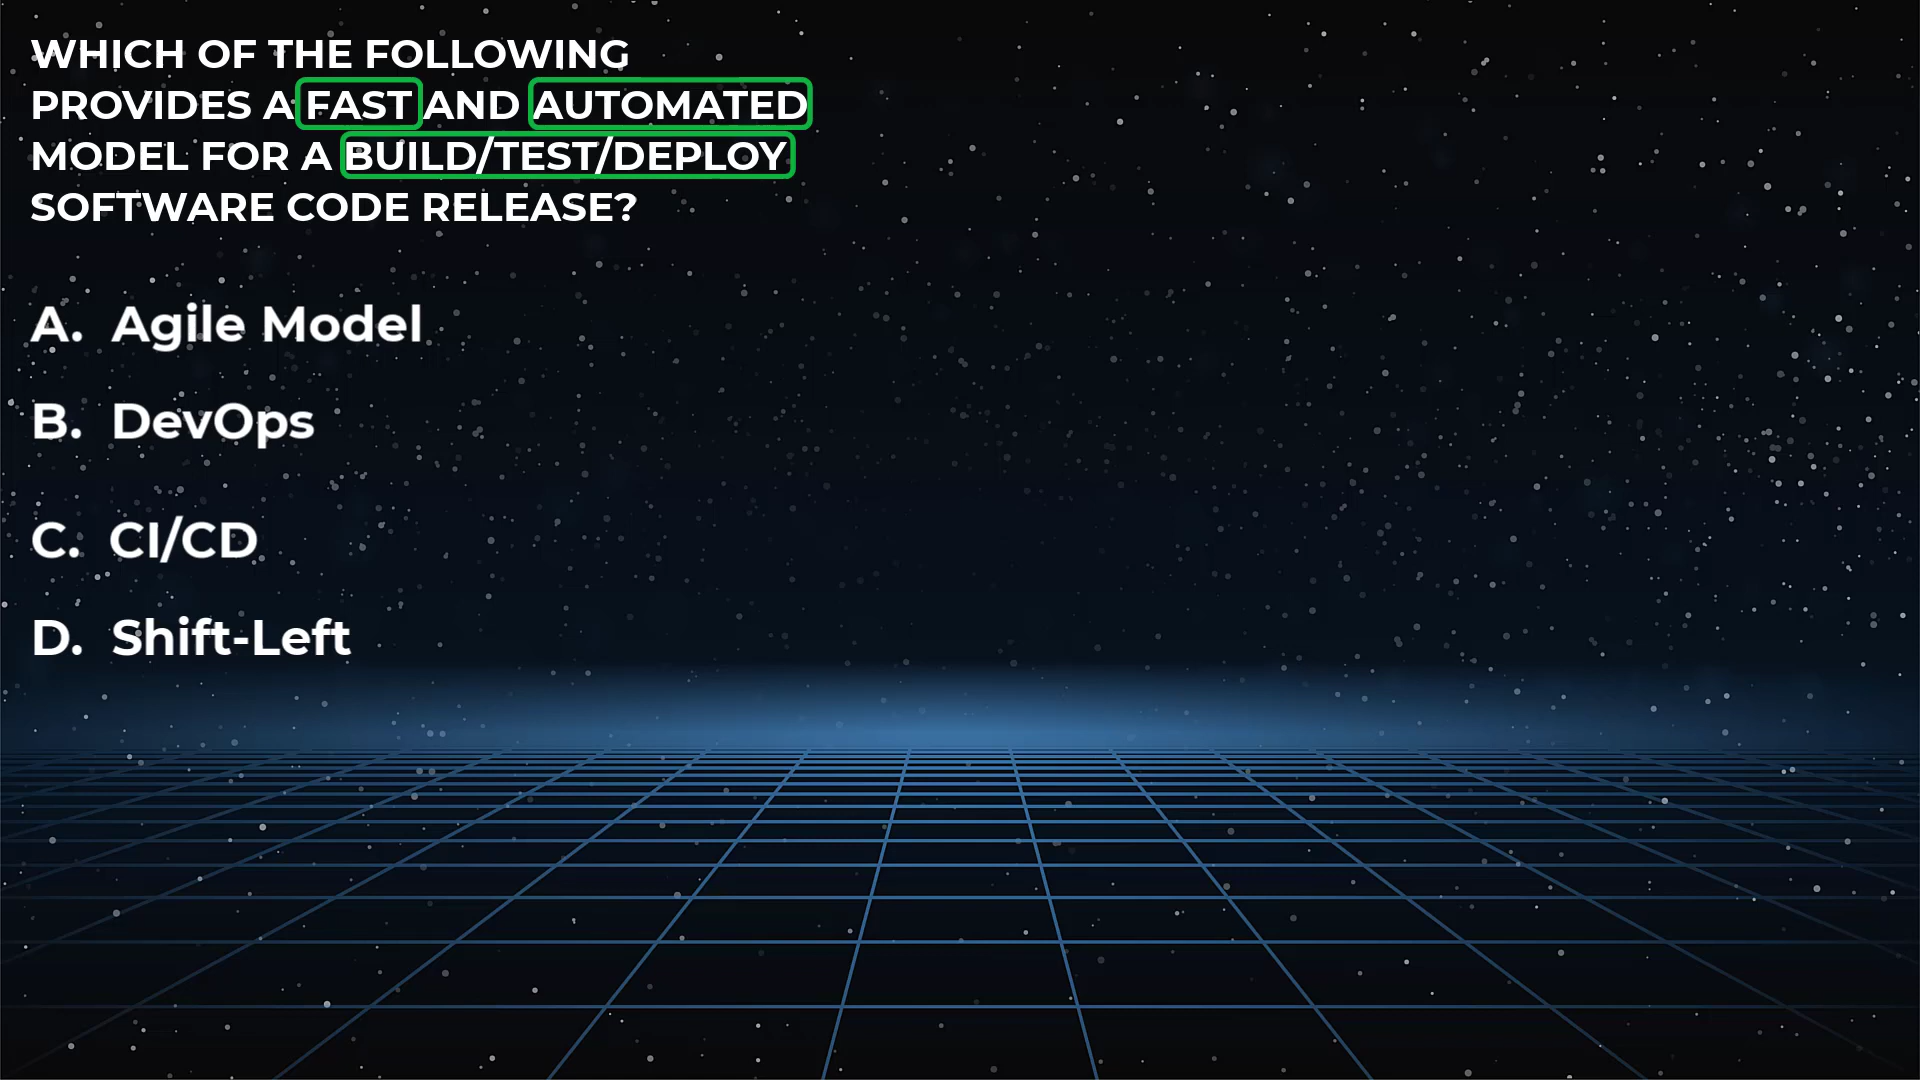 WHICH OF THE FOLLOWING
PROVIDES A FAST AND AUTOMATED
MODEL FOR A BUILD/TEST/DEPLOY
SOFTWARE CODE RELEASE?
A. Agile Model
B. DevOps
C. CI/CD
D. Shift-Left